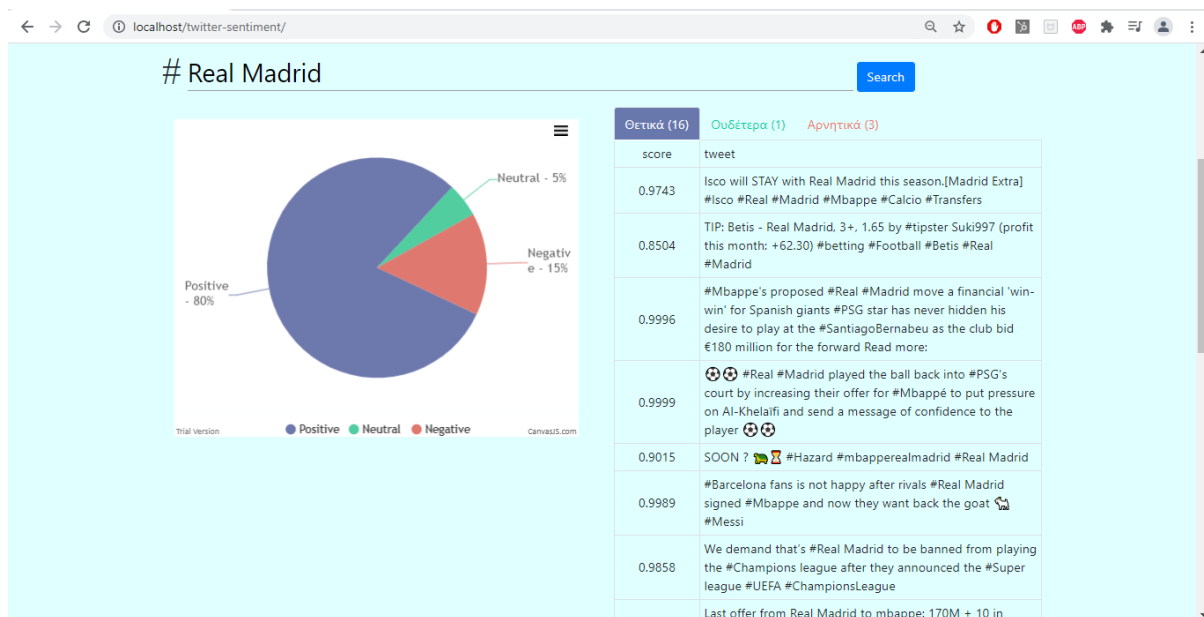 localhost/twitter-sentiment/
ABP
# Real Madrid
Search
Neutral - 5%
Negativ
e - 15%
Positive
- 80%
Trial Version
Positive Neutral Negative
CanvasJS.com
Θετικά (16) Ουδέτερα (1) Αρνητικά (3)
score tweet
0.9743
Isco will STAY with Real Madrid this season.[Madrid Extra]
#Isco #Real #Madrid #Mbappe #Calcio #Transfers
0.8504
TIP: Betis - Real Madrid, 3+, 1.65 by #tipster Suki997 (profit
this month: +62.30) #betting #Football #Betis #Real
#Madrid
0.9996
#Mbappe's proposed #Real #Madrid move a financial 'win-
win' for Spanish giants #PSG star has never hidden his
desire to play at the #SantiagoBernabeu as the club bid
€180 million for the forward Read more:
0.9999
⚽⚽ #Real #Madrid played the ball back into #PSG's
court by increasing their offer for #Mbappé to put pressure
on Al-Khelaïfi and send a message of confidence to the
player ⚽⚽
0.9015
SOON ? 🐢⌛ #Hazard #mbapperealmadrid #Real Madrid
0.9989
#Barcelona fans is not happy after rivals #Real Madrid
signed #Mbappe and now they want back the goat 🐐
#Messi
0.9858
We demand that's #Real Madrid to be banned from playing
the #Champions league after they announced the #Super
league #UEFA #ChampionsLeague
Last offer from Real Madrid to mbappe: 170M + 10 in